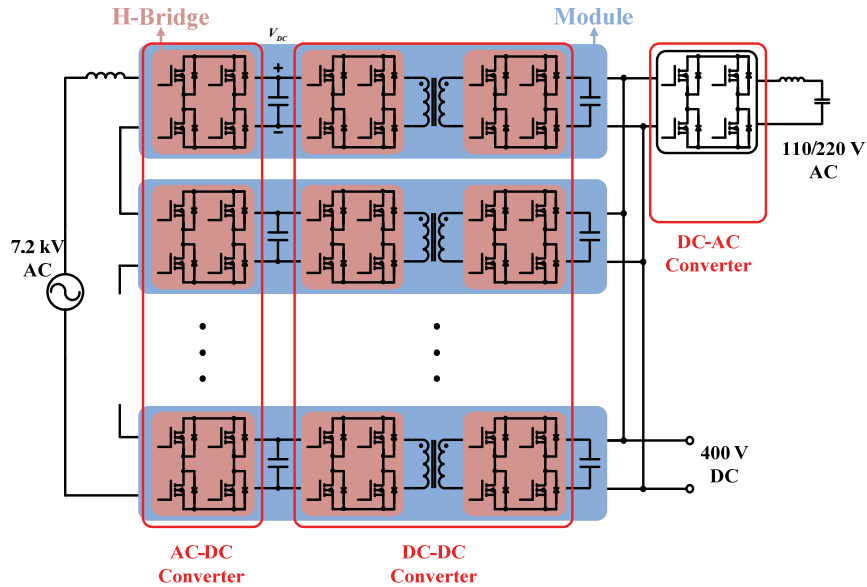 H-Bridge
Module
V_DC
+
−
110/220 V
AC
7.2 kV
AC
DC-AC
Converter
400 V
DC
AC-DC
Converter
DC-DC
Converter